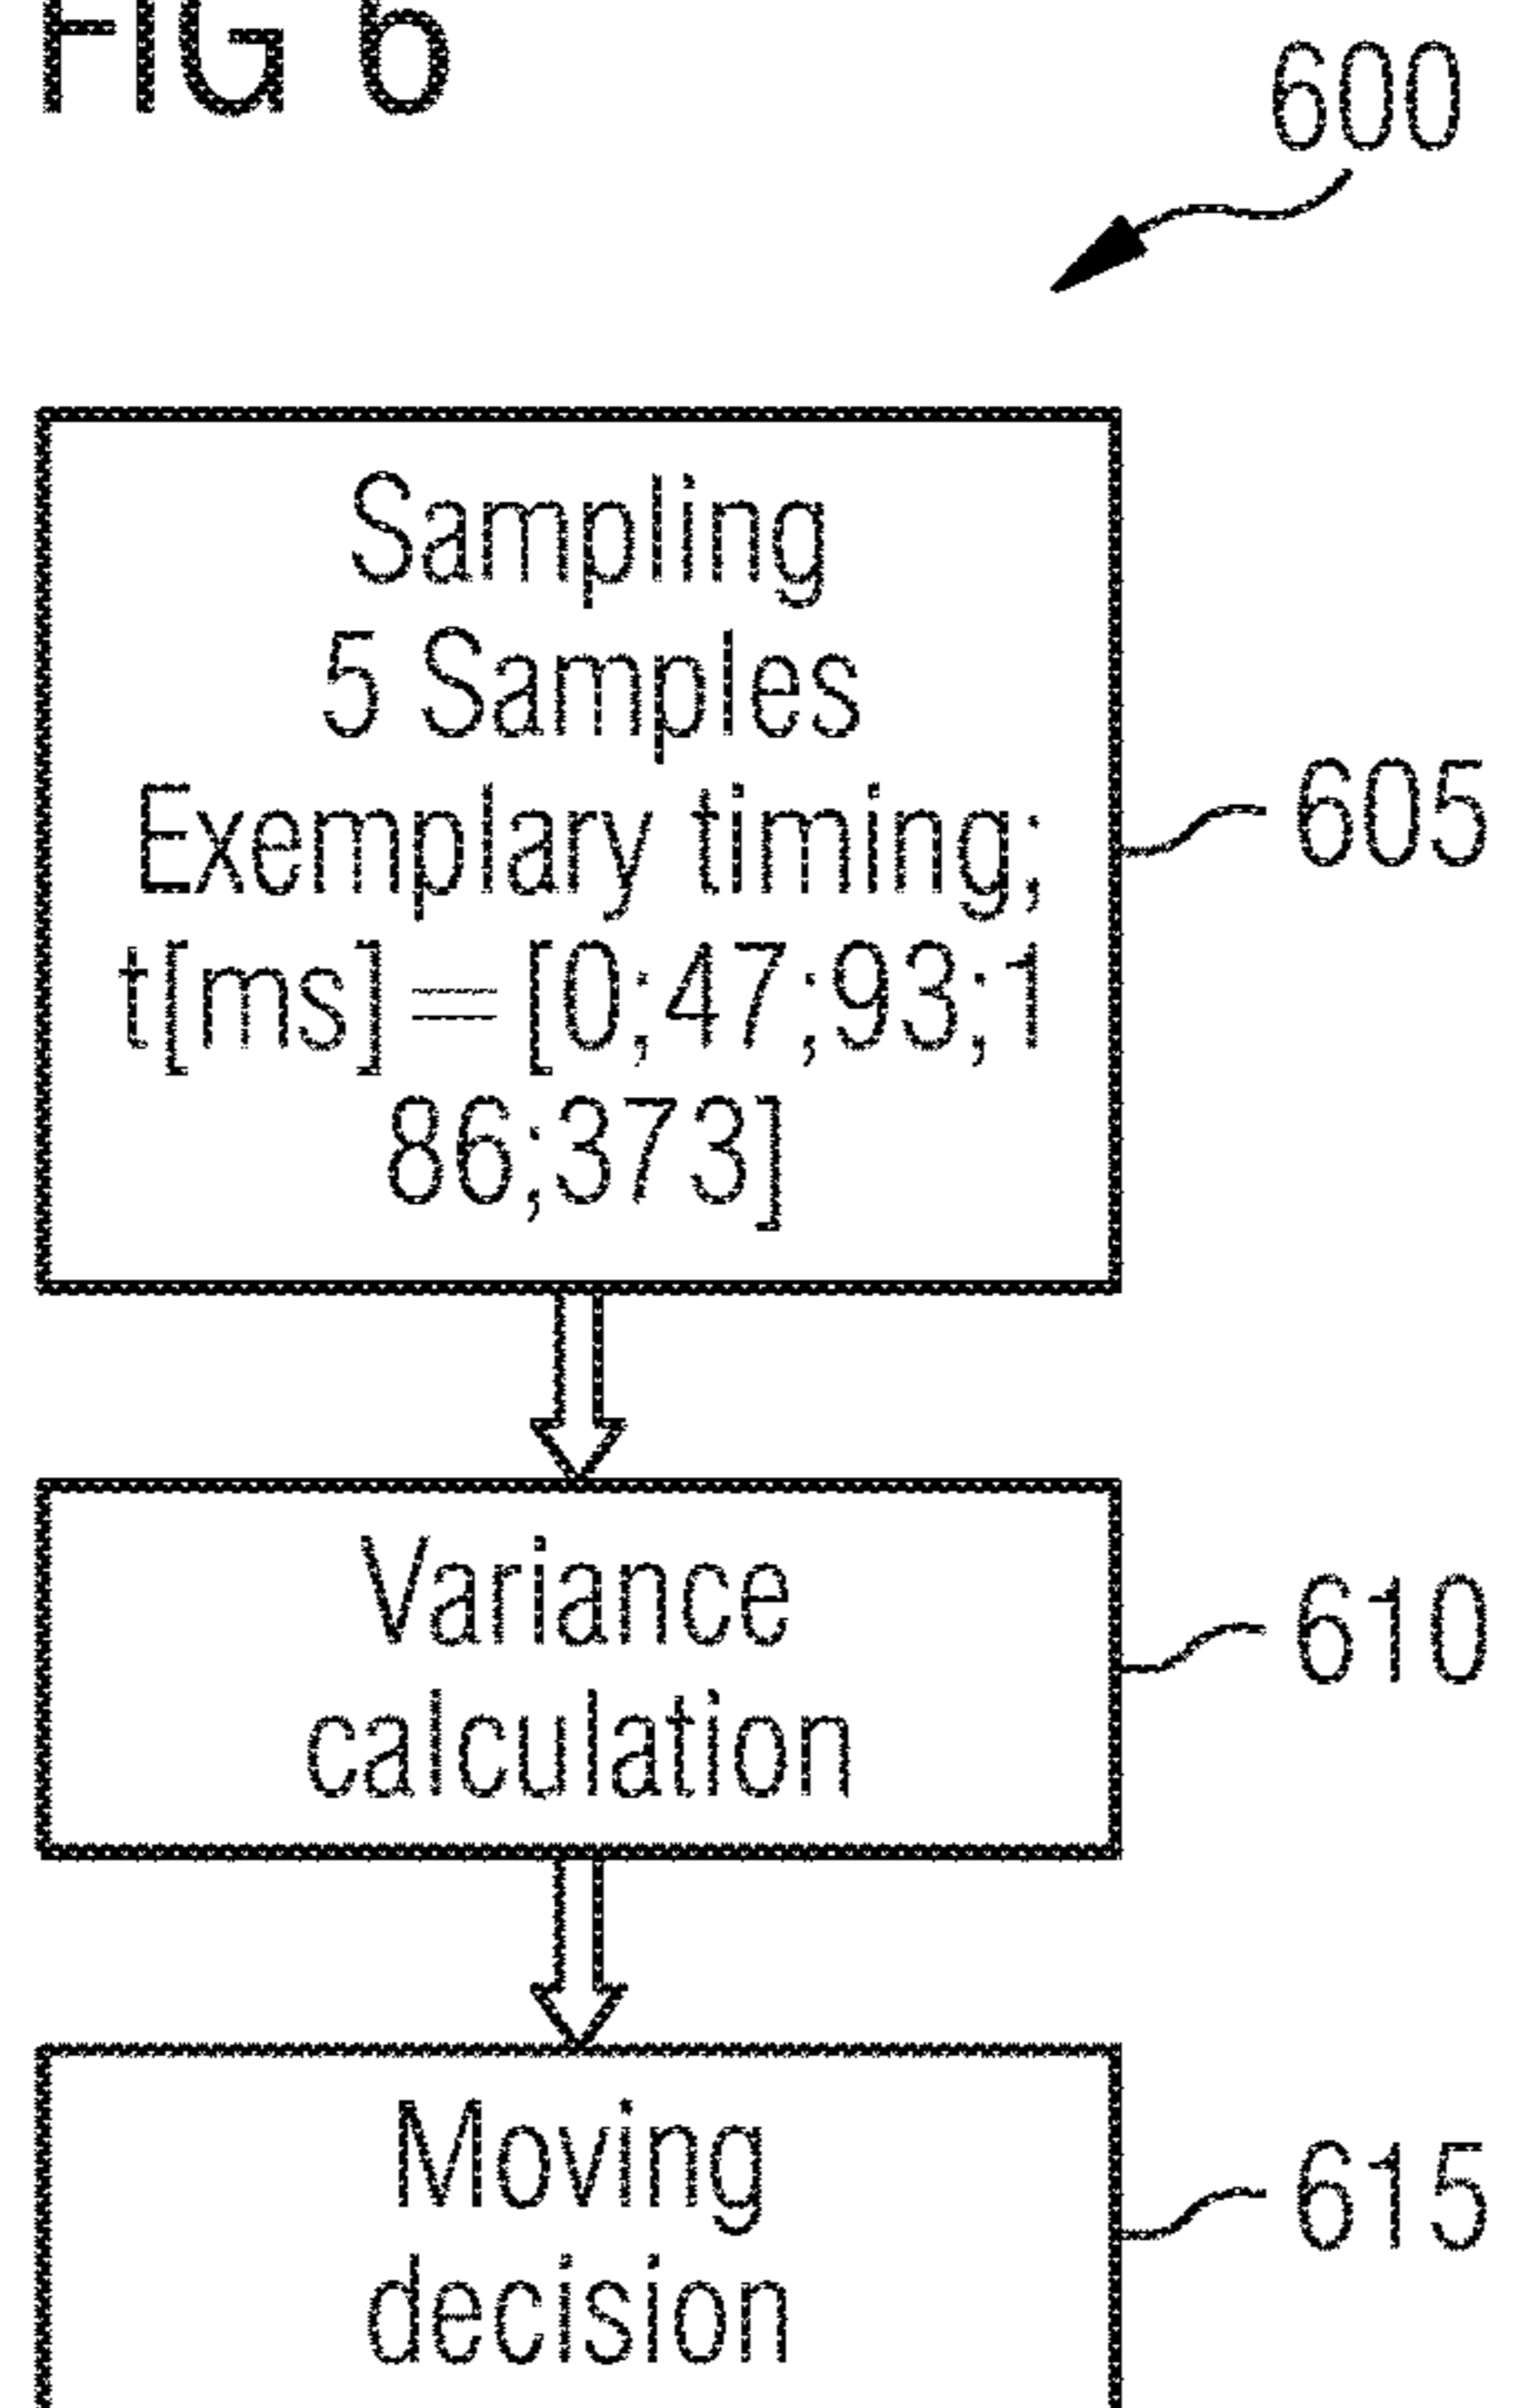 FIG 6
600
Sampling
5 Samples
Exemplary timing;
t[ms] = [0;47;93;1
86;373]
605
Variance
calculation
610
Moving
decision
615